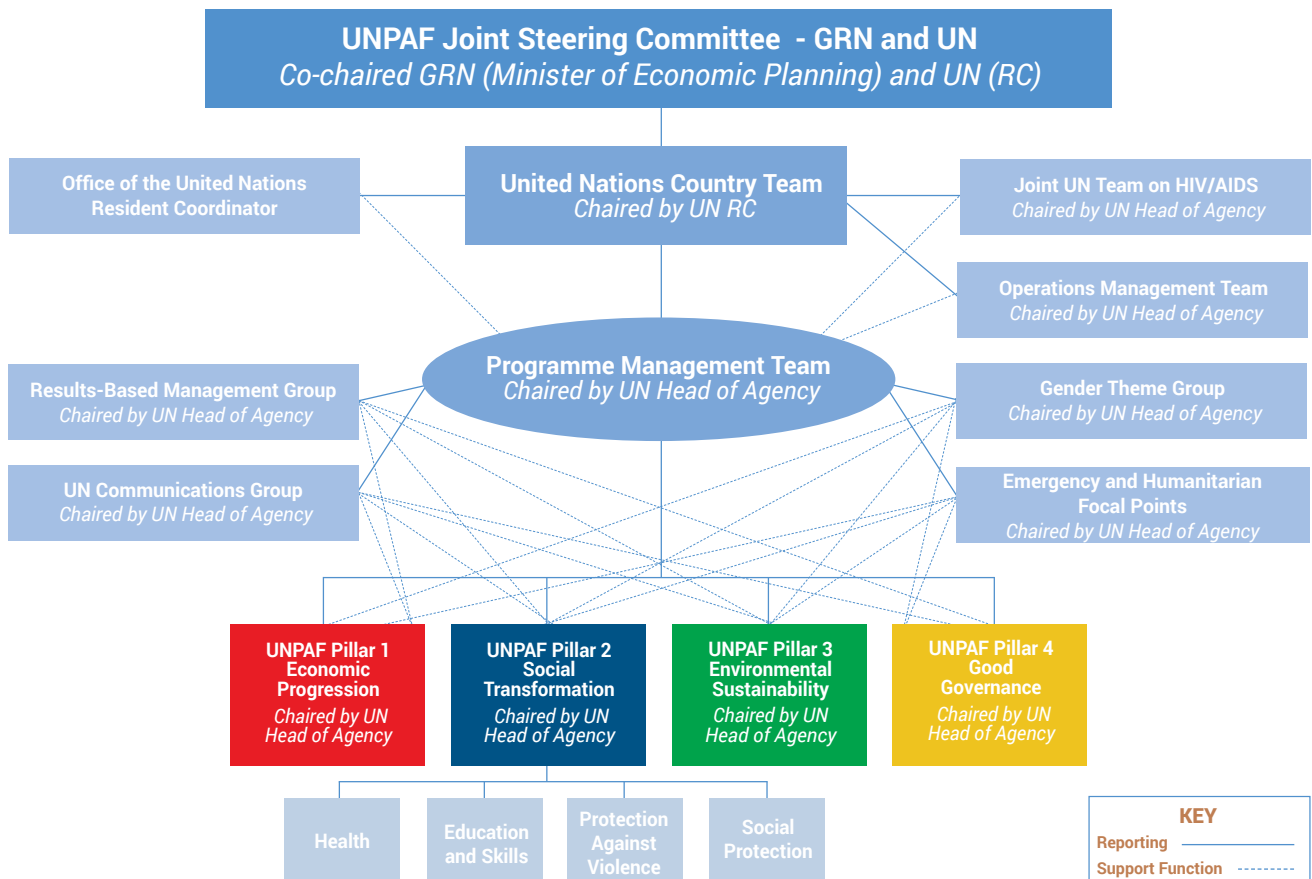 UNPAF Joint Steering Committee - GRN and UN
Co-chaired GRN (Minister of Economic Planning) and UN (RC)
Office of the United Nations
Resident Coordinator
United Nations Country Team
Chaired by UN RC
Joint UN Team on HIV/AIDS
Chaired by UN Head of Agency
Operations Management Team
Chaired by UN Head of Agency
Programme Management Team
Chaired by UN Head of Agency
Results-Based Management Group
Chaired by UN Head of Agency
Gender Theme Group
Chaired by UN Head of Agency
UN Communications Group
Chaired by UN Head of Agency
Emergency and Humanitarian
Focal Points
Chaired by UN Head of Agency
UNPAF Pillar 1
Economic
Progression
Chaired by UN
Head of Agency
UNPAF Pillar 2
Social
Transformation
Chaired by UN
Head of Agency
UNPAF Pillar 3
Environmental
Sustainability
Chaired by UN
Head of Agency
UNPAF Pillar 4
Good
Governance
Chaired by UN
Head of Agency
Health
Education
and Skills
Protection
Against
Violence
Social
Protection
KEY
Reporting
Support Function